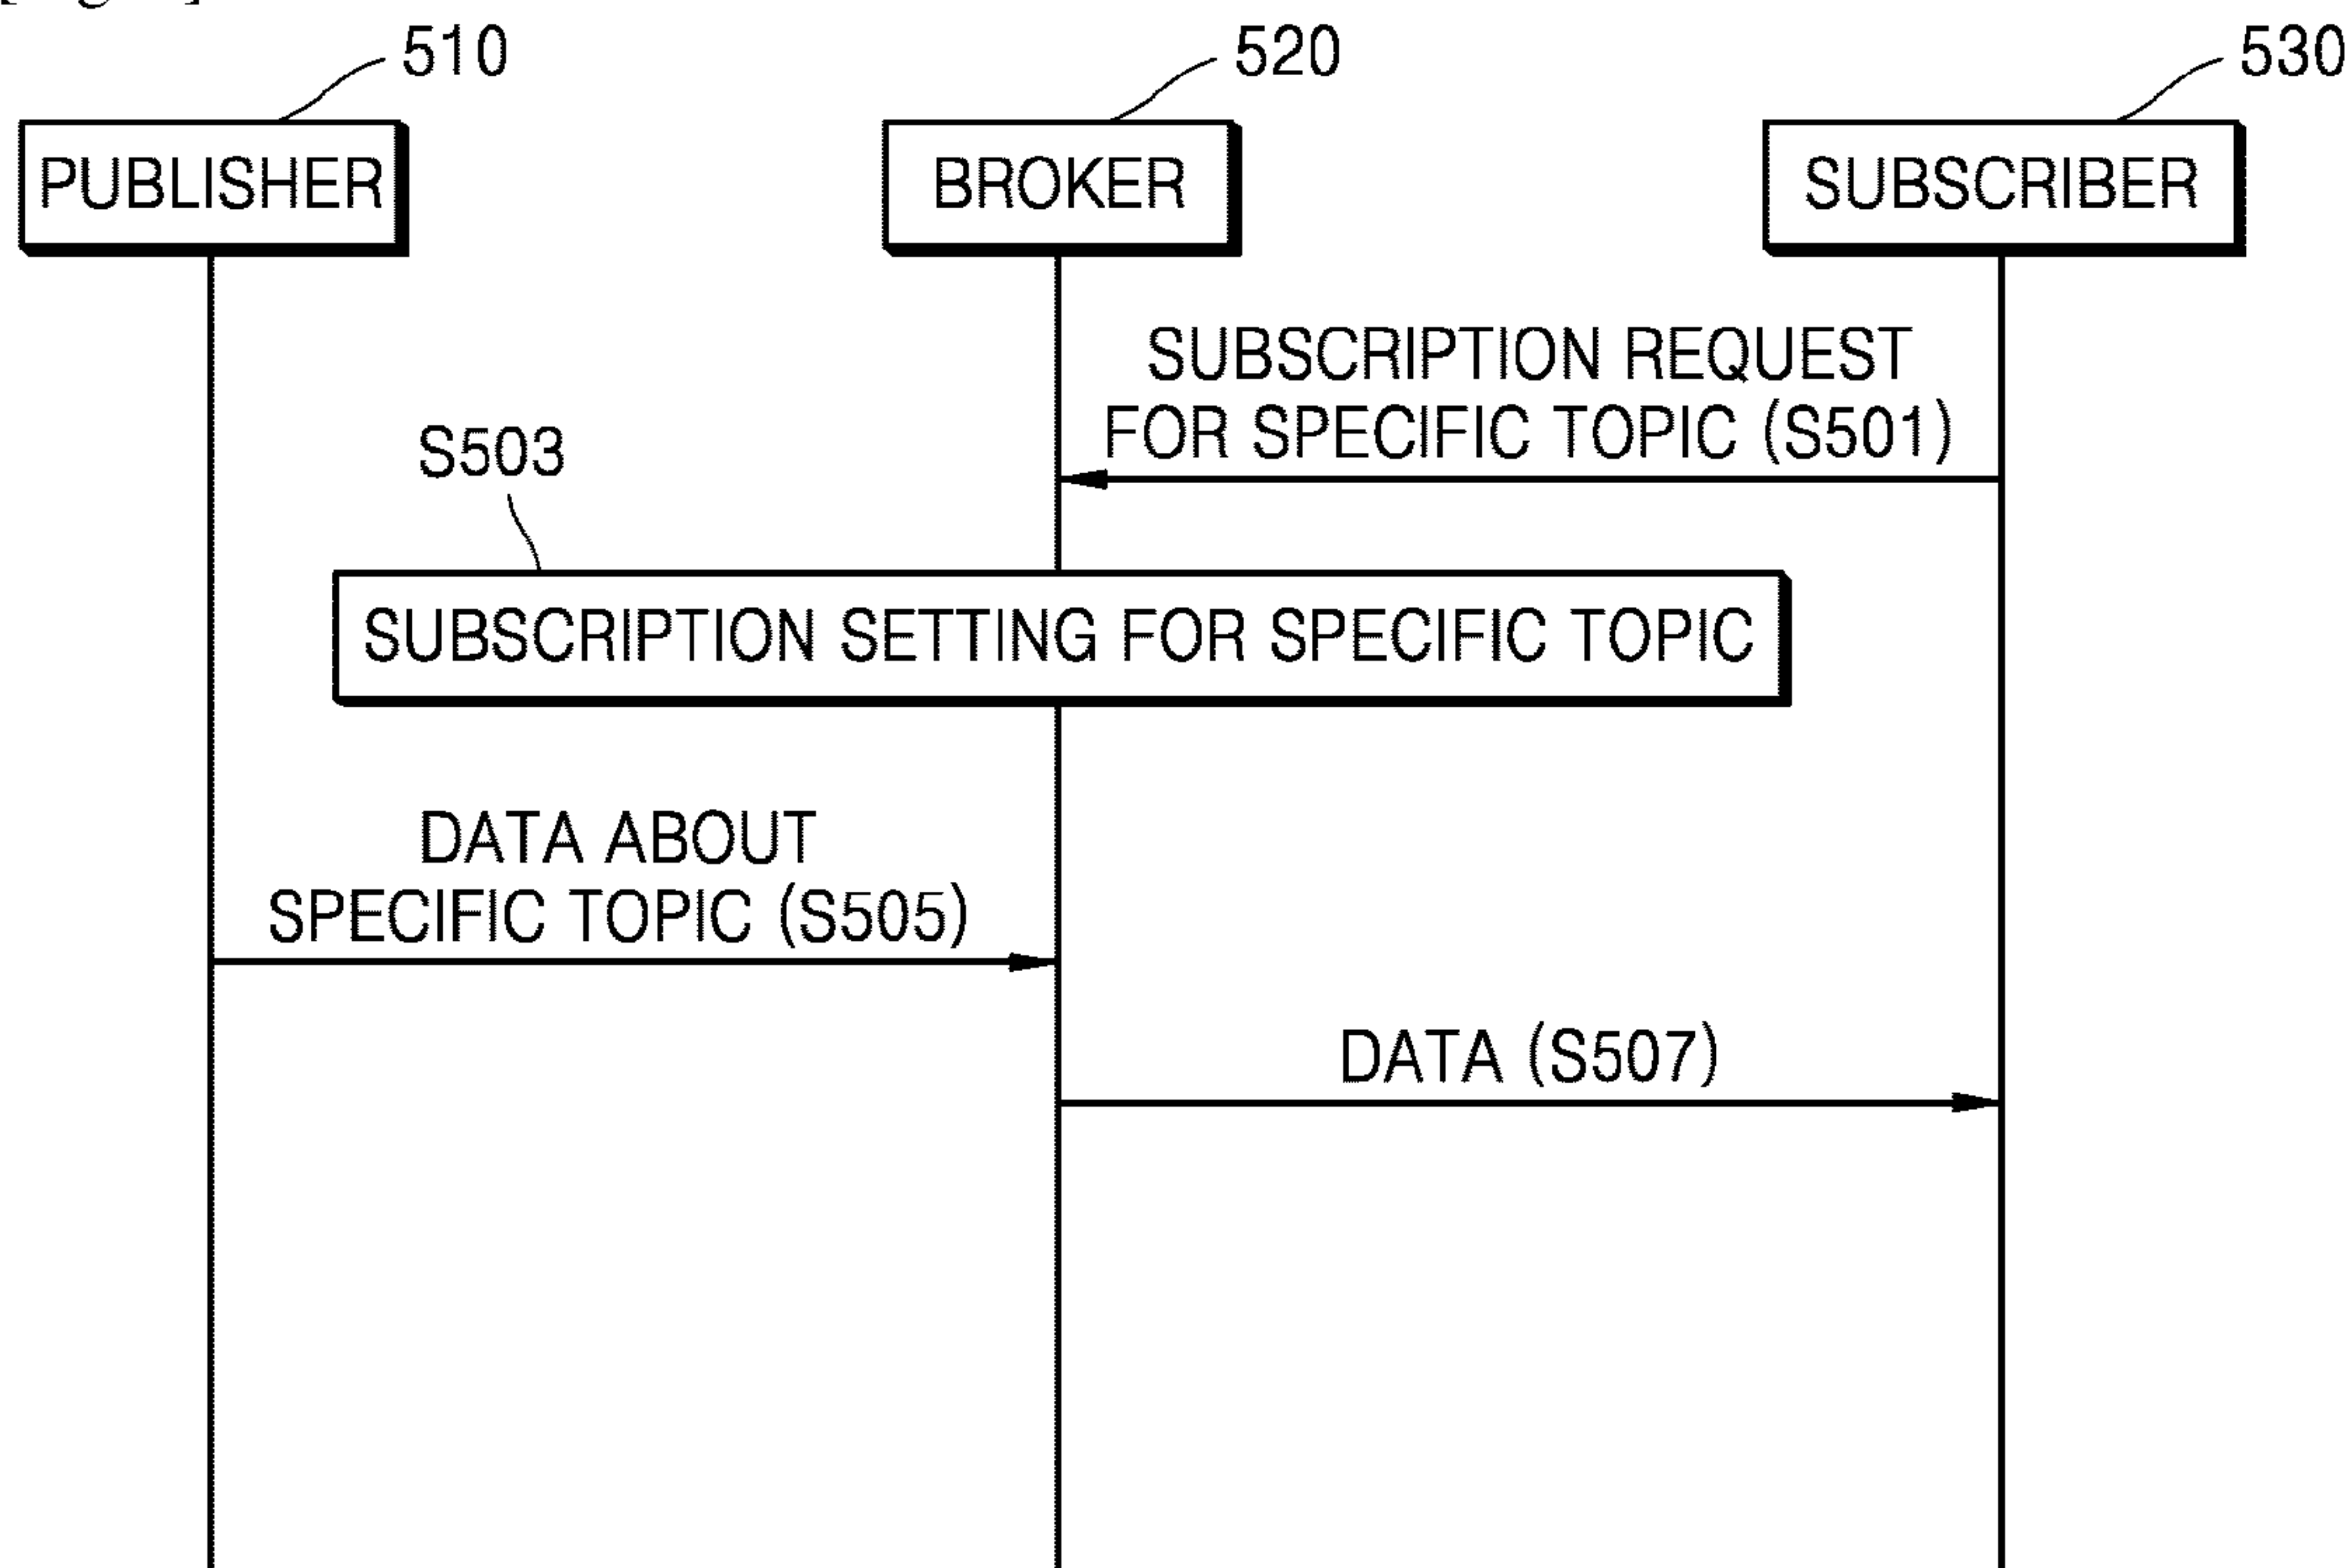 510
520
530
PUBLISHER
BROKER
SUBSCRIBER
SUBSCRIPTION REQUEST
FOR SPECIFIC TOPIC (S501)
S503
SUBSCRIPTION SETTING FOR SPECIFIC TOPIC
DATA ABOUT
SPECIFIC TOPIC (S505)
DATA (S507)